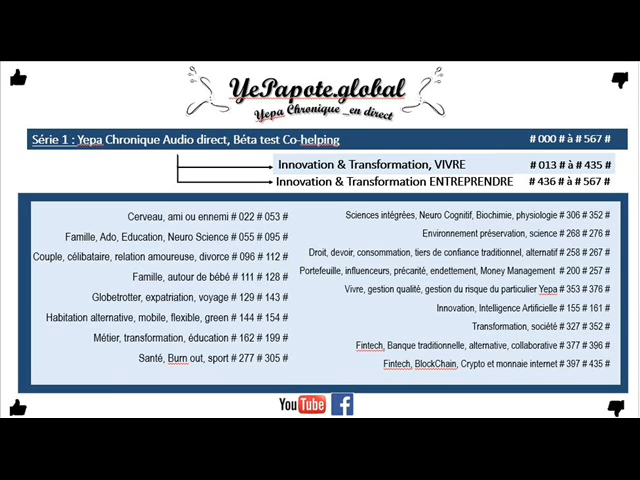 YePapote.global
Yepa Chronique _en direct
Série 1 : Yepa Chronique Audio direct, Béta test Co-helping # 000 # à # 567 #
Innovation & Transformation, VIVRE # 013 # à # 435 #
Innovation & Transformation ENTREPRENDRE # 436 # à # 567 #
Cerveau, ami ou ennemi # 022 # 053 #
Famille, Ado, Education, Neuro Science # 055 # 095 #
Couple, célibataire, relation amoureuse, divorce # 096 # 112 #
Famille, autour de bébé # 111 # 128 #
Globetrotter, expatriation, voyage # 129 # 143 #
Habitation alternative, mobile, flexible, green # 144 # 154 #
Métier, transformation, éducation # 162 # 199 #
Santé, Burn out, sport # 277 # 305 #
Sciences intégrées, Neuro Cognitif, Biochimie, physiologie # 306 # 352 #
Environnement préservation, science # 268 # 276 #
Droit, devoir, consommation, tiers de confiance traditionnel, alternatif # 258 # 267 #
Portefeuille, influenceurs, précarité, endettement, Money Management # 200 # 257 #
Vivre, gestion qualité, gestion du risque du particulier Yepa # 353 # 376 #
Innovation, Intelligence Artificielle # 155 # 161 #
Transformation, société # 327 # 352 #
Fintech, Banque traditionnelle, alternative, collaborative # 377 # 396 #
Fintech, BlockChain, Crypto et monnaie internet # 397 # 435 #
YouTube f